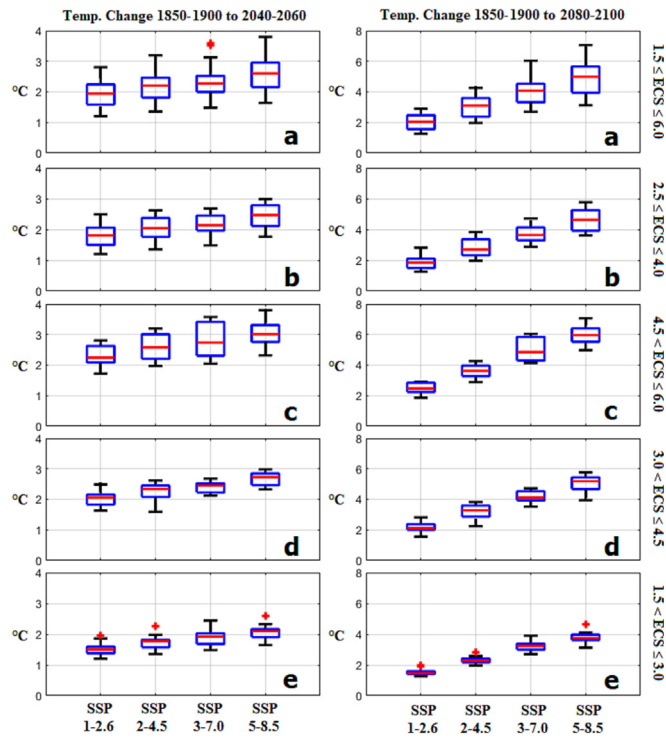 Temp. Change 1850-1900 to 2040-2060 Temp. Change 1850-1900 to 2080-2100
4
3
2
1
0
°C
a
8
6
4
2
0
°C
a
1.5 ≤ ECS ≤ 6.0
4
3
2
1
0
°C
b
8
6
4
2
0
°C
b
2.5 ≤ ECS ≤ 4.0
4
3
2
1
0
°C
c
8
6
4
2
0
°C
c
4.5 < ECS ≤ 6.0
4
3
2
1
0
°C
d
8
6
4
2
0
°C
d
3.0 < ECS ≤ 4.5
4
3
2
1
0
°C
e
8
6
4
2
0
°C
e
1.5 < ECS ≤ 3.0
SSP SSP SSP SSP SSP SSP SSP SSP
1-2.6 2-4.5 3-7.0 5-8.5 1-2.6 2-4.5 3-7.0 5-8.5